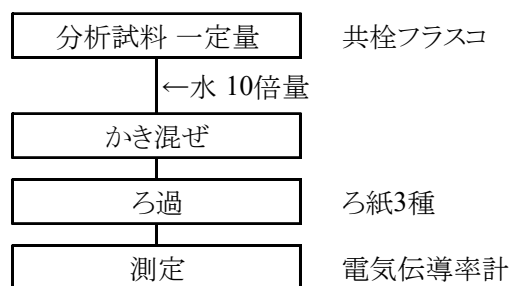 分析試料 一定量 共栓フラスコ
←水 10倍量
かき混ぜ
ろ過 ろ紙3種
測定 電気伝導率計